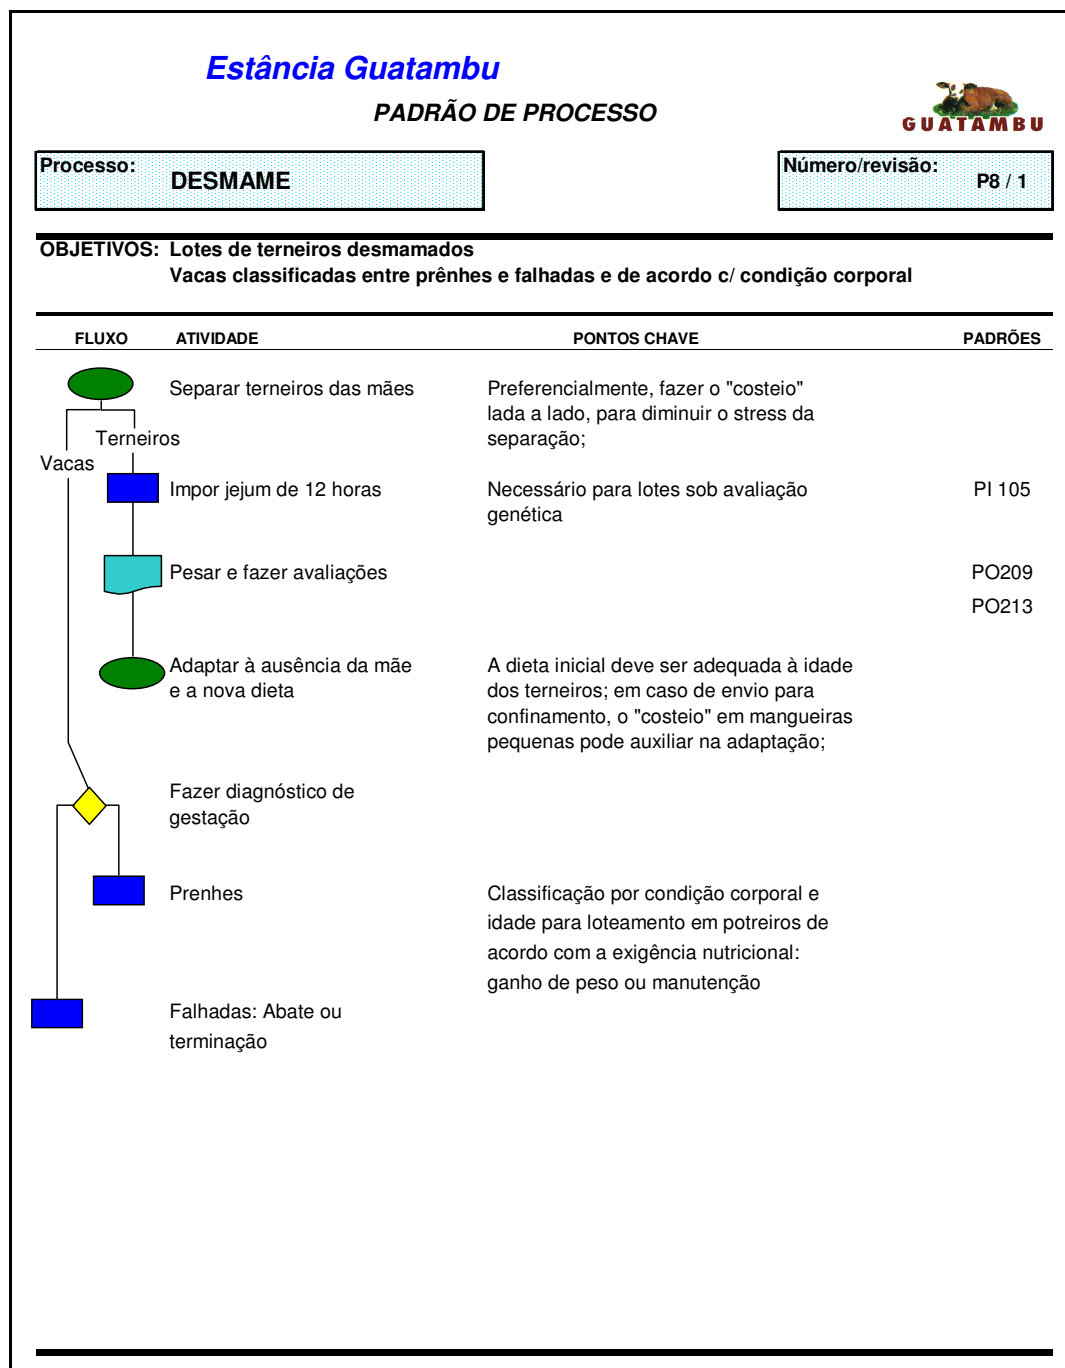 Estância Guatambu
PADRÃO DE PROCESSO
GUATAMBU
Processo:
DESMAME
Número/revisão:
P8 / 1
OBJETIVOS: Lotes de terneiros desmamados
Vacas classificadas entre prênhes e falhadas e de acordo c/ condição corporal
FLUXO ATIVIDADE PONTOS CHAVE PADRÕES
Separar terneiros das mães Preferencialmente, fazer o "costeio"
lada a lado, para diminuir o stress da
Terneiros separação;
Vacas
Impor jejum de 12 horas Necessário para lotes sob avaliação PI 105
genética
Pesar e fazer avaliações PO209
PO213
Adaptar à ausência da mãe A dieta inicial deve ser adequada à idade
e a nova dieta dos terneiros; em caso de envio para
confinamento, o "costeio" em mangueiras
pequenas pode auxiliar na adaptação;
Fazer diagnóstico de
gestação
Prenhes Classificação por condição corporal e
idade para loteamento em potreiros de
acordo com a exigência nutricional:
ganho de peso ou manutenção
Falhadas: Abate ou
terminação